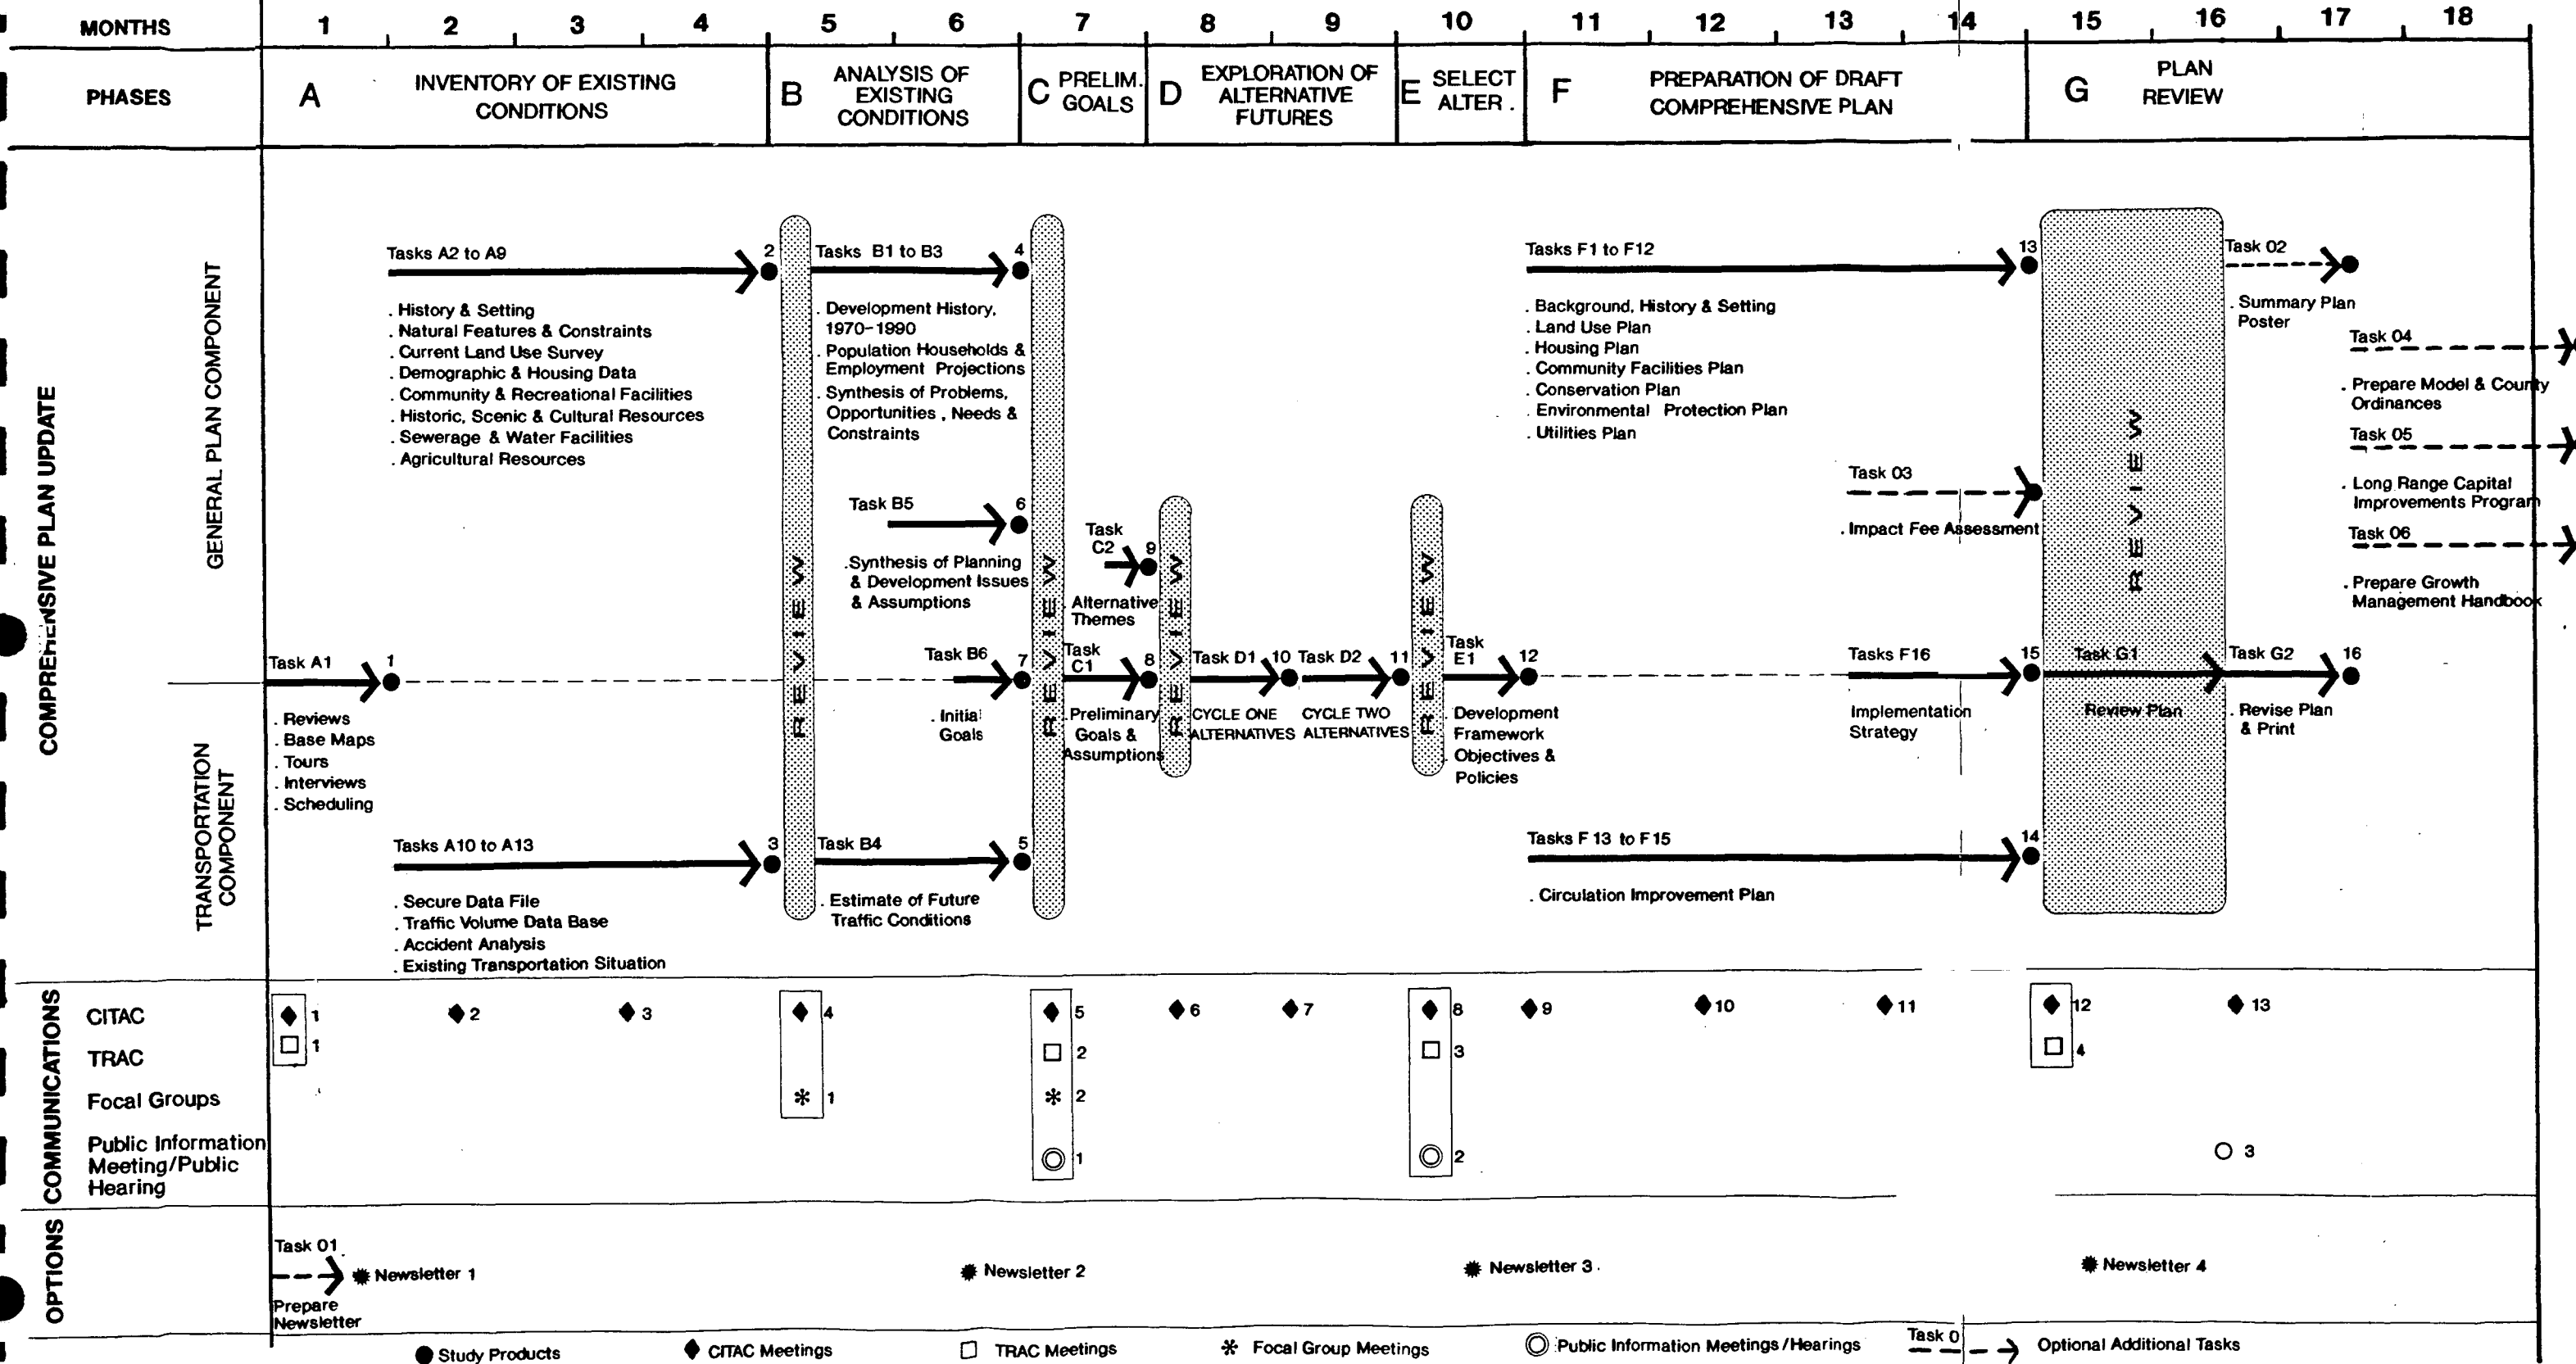 MONTHS 1 2 3 4 5 6 7 8 9 10 11 12 13 14 15 16 17 18
PHASES
A INVENTORY OF EXISTING
CONDITIONS
B ANALYSIS OF
EXISTING
CONDITIONS
C PRELIM.
GOALS
D EXPLORATION OF
ALTERNATIVE
FUTURES
E SELECT
ALTER .
F PREPARATION OF DRAFT
COMPREHENSIVE PLAN
G PLAN
REVIEW
COMPREHENSIVE PLAN UPDATE
GENERAL PLAN COMPONENT
Tasks A2 to A9 2
. History & Setting
. Natural Features & Constraints
. Current Land Use Survey
. Demographic & Housing Data
. Community & Recreational Facilities
. Historic, Scenic & Cultural Resources
. Sewerage & Water Facilities
. Agricultural Resources
REVIEW
Tasks B1 to B3 4
. Development History,
1970-1990
. Population Households &
Employment Projections
. Synthesis of Problems,
Opportunities , Needs &
Constraints
Task B5 6
.Synthesis of Planning
& Development Issues
& Assumptions
REVIEW
Task
C2 9
. Alternative
Themes
REVIEW
REVIEW
Tasks F1 to F12 13
. Background, History & Setting
. Land Use Plan
. Housing Plan
. Community Facilities Plan
. Conservation Plan
. Environmental Protection Plan
. Utilities Plan
Task 03
. Impact Fee Assessment
REVIEW
Task 02
. Summary Plan
Poster
Task 04
. Prepare Model & County
Ordinances
Task 05
. Long Range Capital
Improvements Program
Task 06
. Prepare Growth
Management Handbook
Task A1 1
. Reviews
. Base Maps
. Tours
. Interviews
. Scheduling
Task B6 7
. Initial
Goals
Task
C1 8
. Preliminary
Goals &
Assumptions
Task D1 10
CYCLE ONE
ALTERNATIVES
Task D2 11
CYCLE TWO
ALTERNATIVES
Task
E1 12
. Development
Framework
. Objectives &
Policies
Tasks F16 15
Implementation
Strategy
Task G1
Review Plan
Task G2 16
. Revise Plan
& Print
TRANSPORTATION
COMPONENT
Tasks A10 to A13 3
. Secure Data File
. Traffic Volume Data Base
. Accident Analysis
. Existing Transportation Situation
Task B4 5
. Estimate of Future
Traffic Conditions
Tasks F 13 to F15 14
. Circulation Improvement Plan
COMMUNICATIONS
CITAC 1 2 3 4 5 6 7 8 9 10 11 12 13
TRAC 1 2 3 4
Focal Groups 1 2
Public Information
Meeting/Public
Hearing 1 2 3
OPTIONS
Task 01
Newsletter 1 Newsletter 2 Newsletter 3 . Newsletter 4
Prepare
Newsletter
Study Products CITAC Meetings TRAC Meetings Focal Group Meetings Public Information Meetings/Hearings Task 0 Optional Additional Tasks